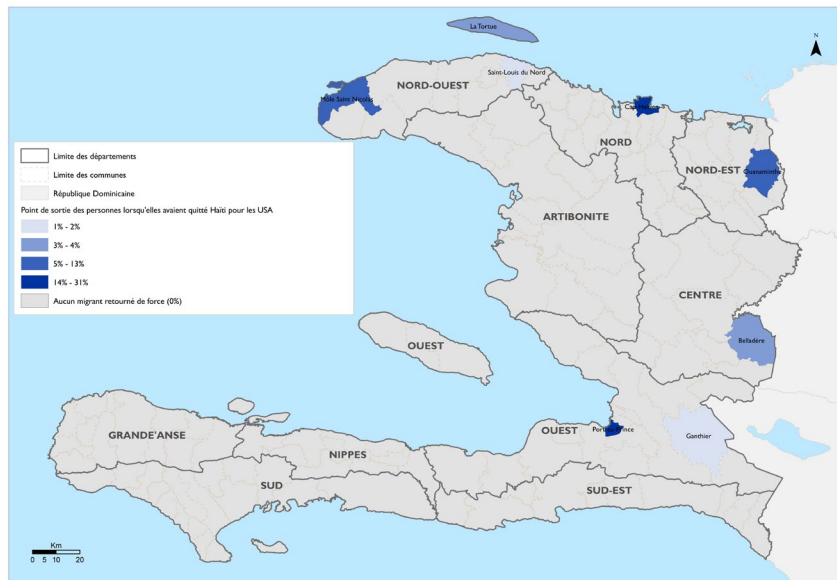 La Tortue
N
Saint-Louis du Nord
NORD-OUEST
Môle Saint Nicolas
Cap-Haïtien
NORD
NORD-EST
Ouanaminthe
Limite des départements
Limite des communes
République Dominicaine
Point de sortie des personnes lorsqu'elles avaient quitté Haïti pour les USA
1% - 2%
3% - 4%
5% - 13%
14% - 31%
Aucun migrant retourné de force (0%)
ARTIBONITE
CENTRE
OUEST
Belladère
GRANDE'ANSE
NIPPES
OUEST
Port-au-Prince
Ganthier
SUD
SUD-EST
Km
0 5 10 20